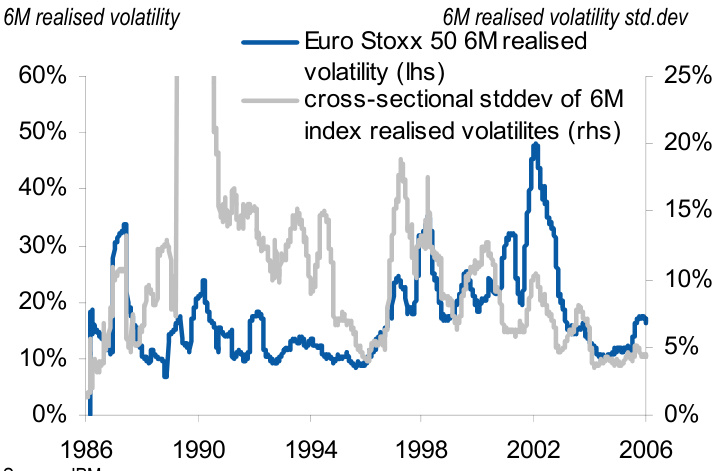 6M realised volatility 6M realised volatility std.dev
Euro Stoxx 50 6M realised
volatility (lhs)
cross-sectional stddev of 6M
index realised volatilites (rhs)
60% 25%
50%
20%
40%
15%
30%
10%
20%
5%
10%
0% 0%
1986 1990 1994 1998 2002 2006